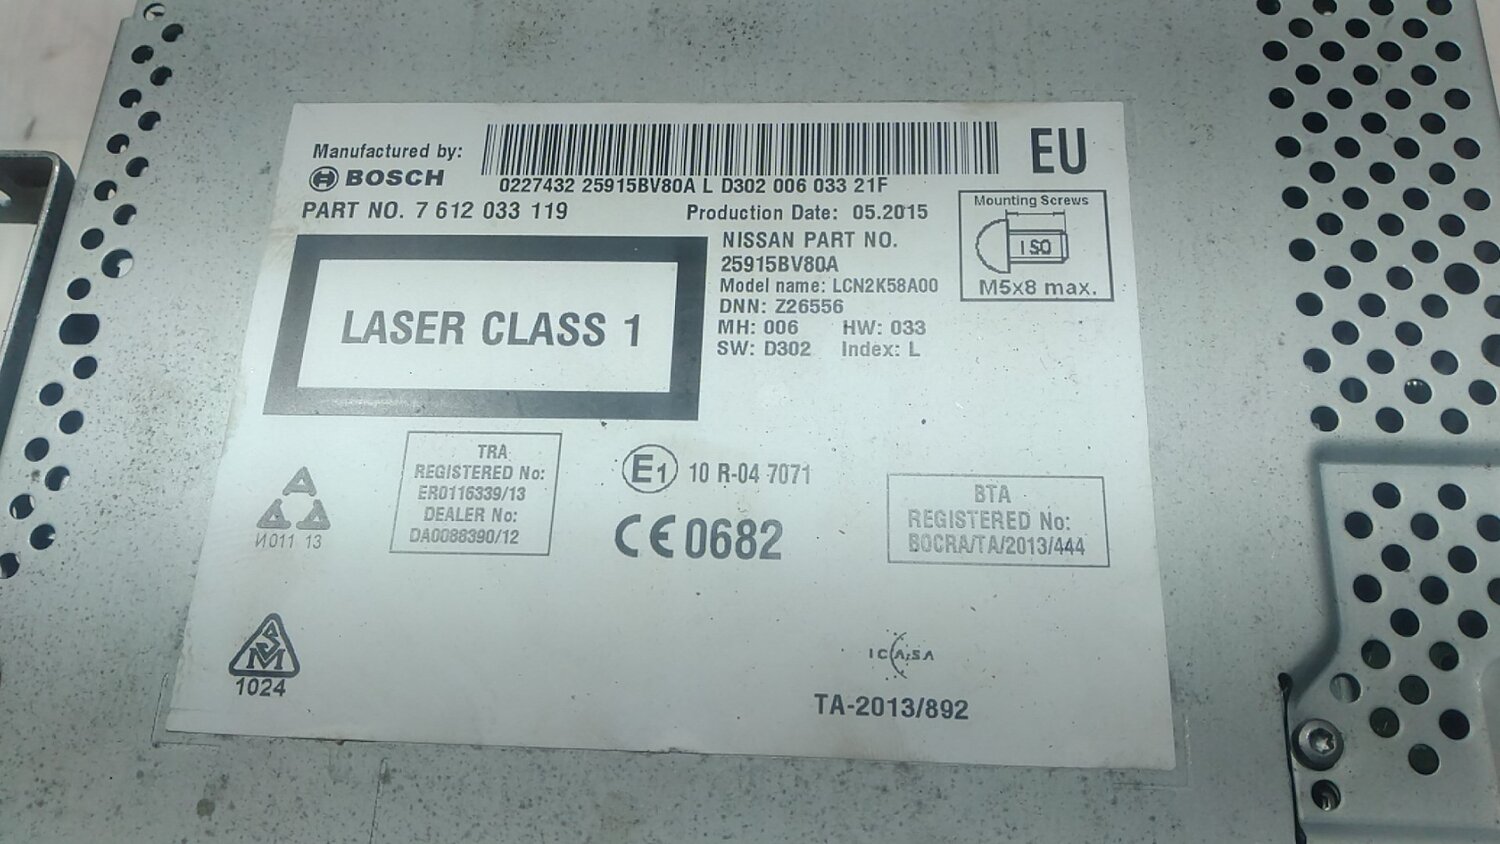 Manufactured by:
BOSCH
EU
0227432 25915BV80A L D302 006 033 21F
PART NO. 7 612 033 119
Production Date: 05.2015
Mounting Screws
ISO
M5x8 max.
NISSAN PART NO.
25915BV80A
Model name: LCN2K58A00
DNN: Z26556
MH: 006 HW: 033
SW: D302 Index: L
LASER CLASS 1
TRA
REGISTERED No:
ER0116339/13
DEALER No:
DA0088390/12
E1 10 R-04 7071
CE 0682
BTA
REGISTERED No:
BOCRA/TA/2013/444
И011 13
SM
1024
ICASA
TA-2013/892